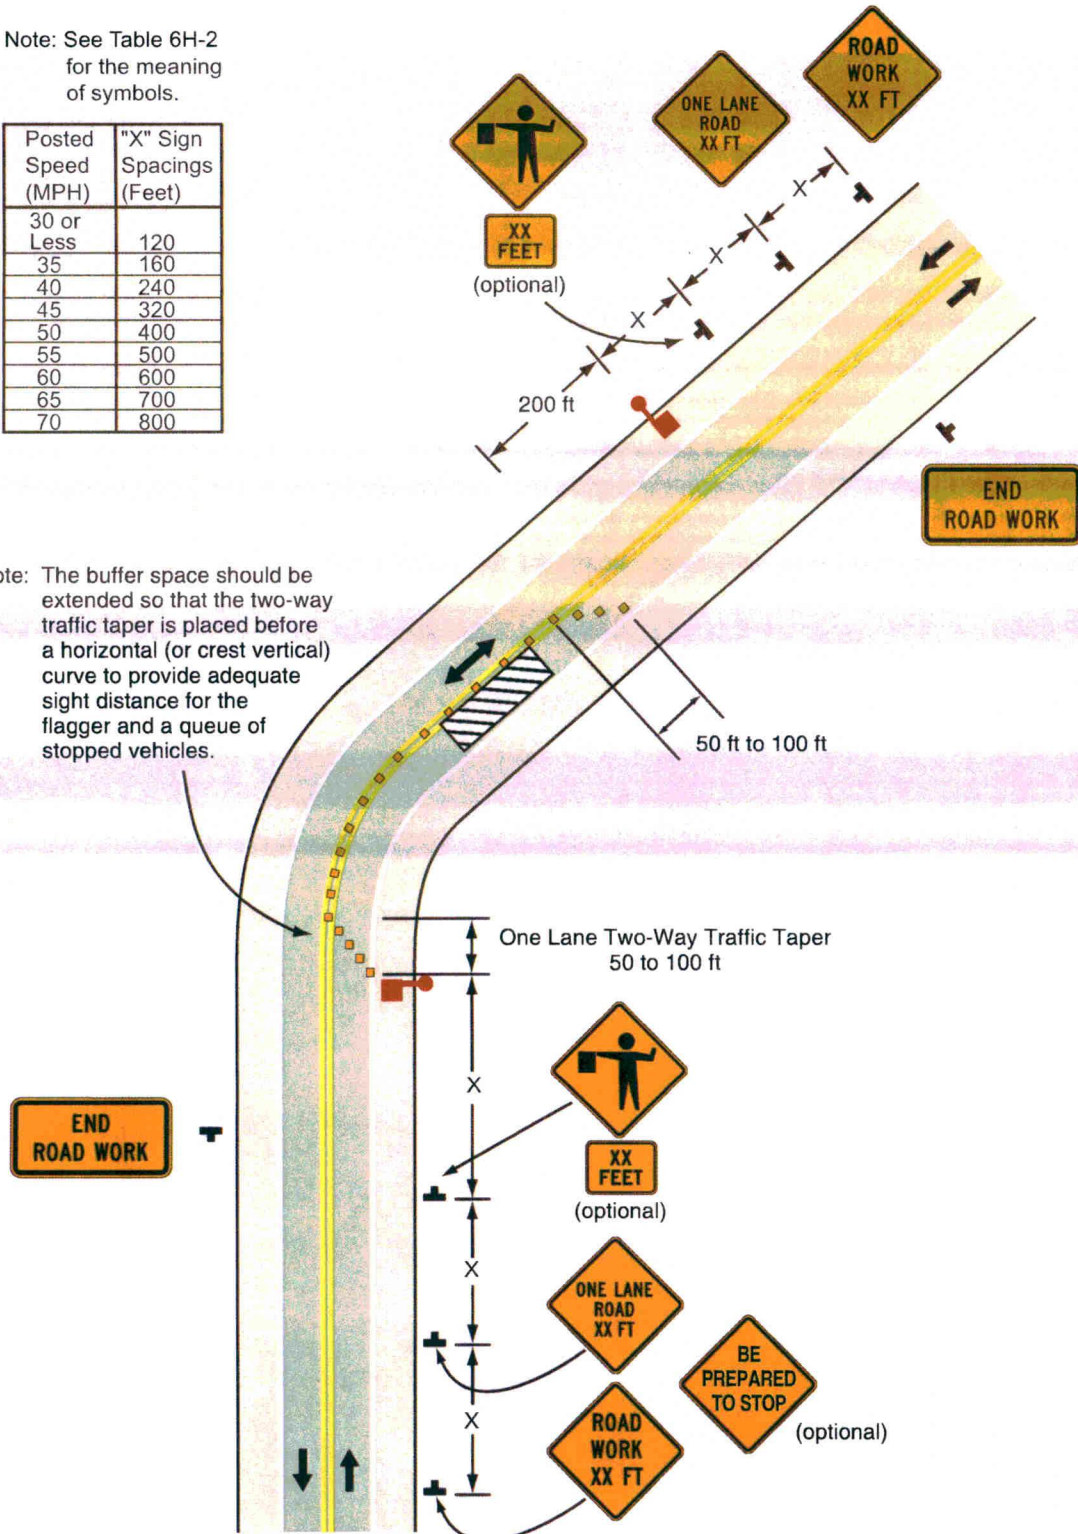 Note: See Table 6H-2
for the meaning
of symbols.
Posted Speed (MPH) "X" Sign Spacings (Feet)
30 or Less 120
35 160
40 240
45 320
50 400
55 500
60 600
65 700
70 800
ROAD
WORK
XX FT
ONE LANE
ROAD
XX FT
XX
FEET
(optional)
X
X
X
200 ft
END
ROAD WORK
ote: The buffer space should be
extended so that the two-way
traffic taper is placed before
a horizontal (or crest vertical)
curve to provide adequate
sight distance for the
flagger and a queue of
stopped vehicles.
50 ft to 100 ft
One Lane Two-Way Traffic Taper
50 to 100 ft
X
END
ROAD WORK
XX
FEET
(optional)
X
ONE LANE
ROAD
XX FT
BE
PREPARED
TO STOP
(optional)
X
ROAD
WORK
XX FT